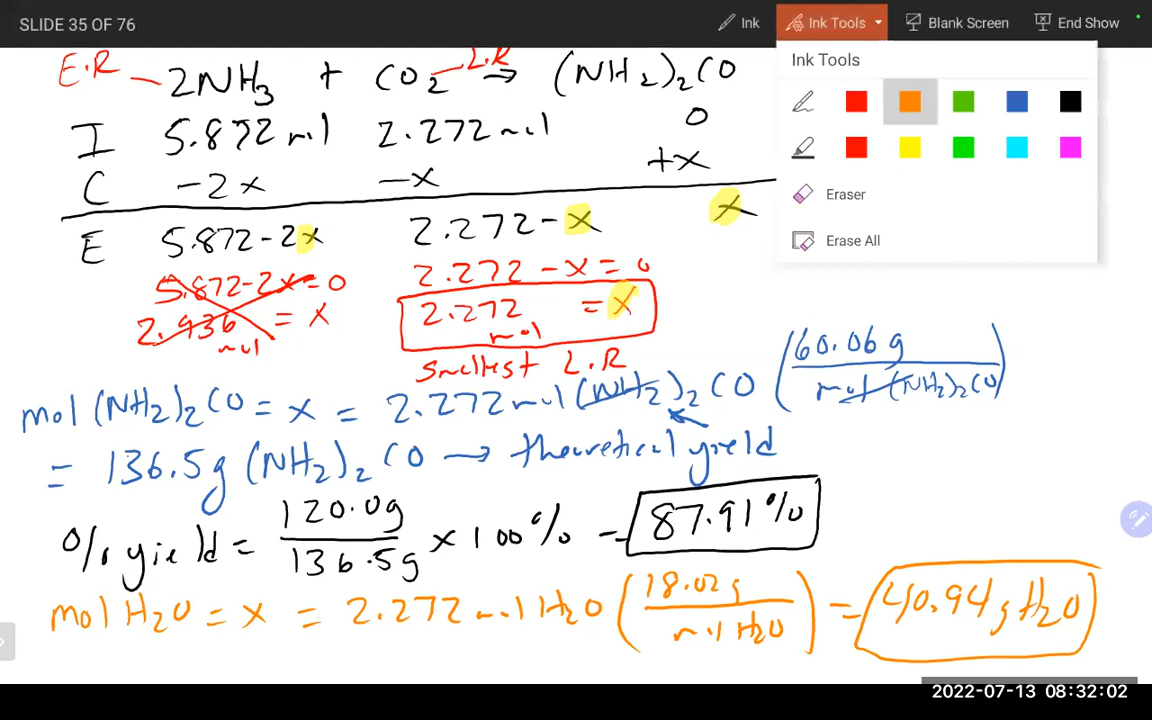 SLIDE 35 OF 76
Ink Ink Tools Blank Screen End Show
Ink Tools
Eraser
Erase All
E.R L.R
2NH3 + CO2 → (NH2)2CO
I 5.872 mol 2.272 mol 0
C -2x -x +x
E 5.872-2x 2.272-x x
5.872-2x=0 2.272-x=0
2.936 = x 2.272 = x
mol mol
smallest L.R
mol (NH2)2CO = x = 2.272 mol (NH2)2CO (60.06 g / mol (NH2)2CO)
= 136.5g (NH2)2CO → theoretical yield
% yield = 120.0g / 136.5g x 100% = 87.91%
mol H2O = x = 2.272 mol H2O (18.02 g / mol H2O) = 40.94 g H2O
2022-07-13 08:32:02